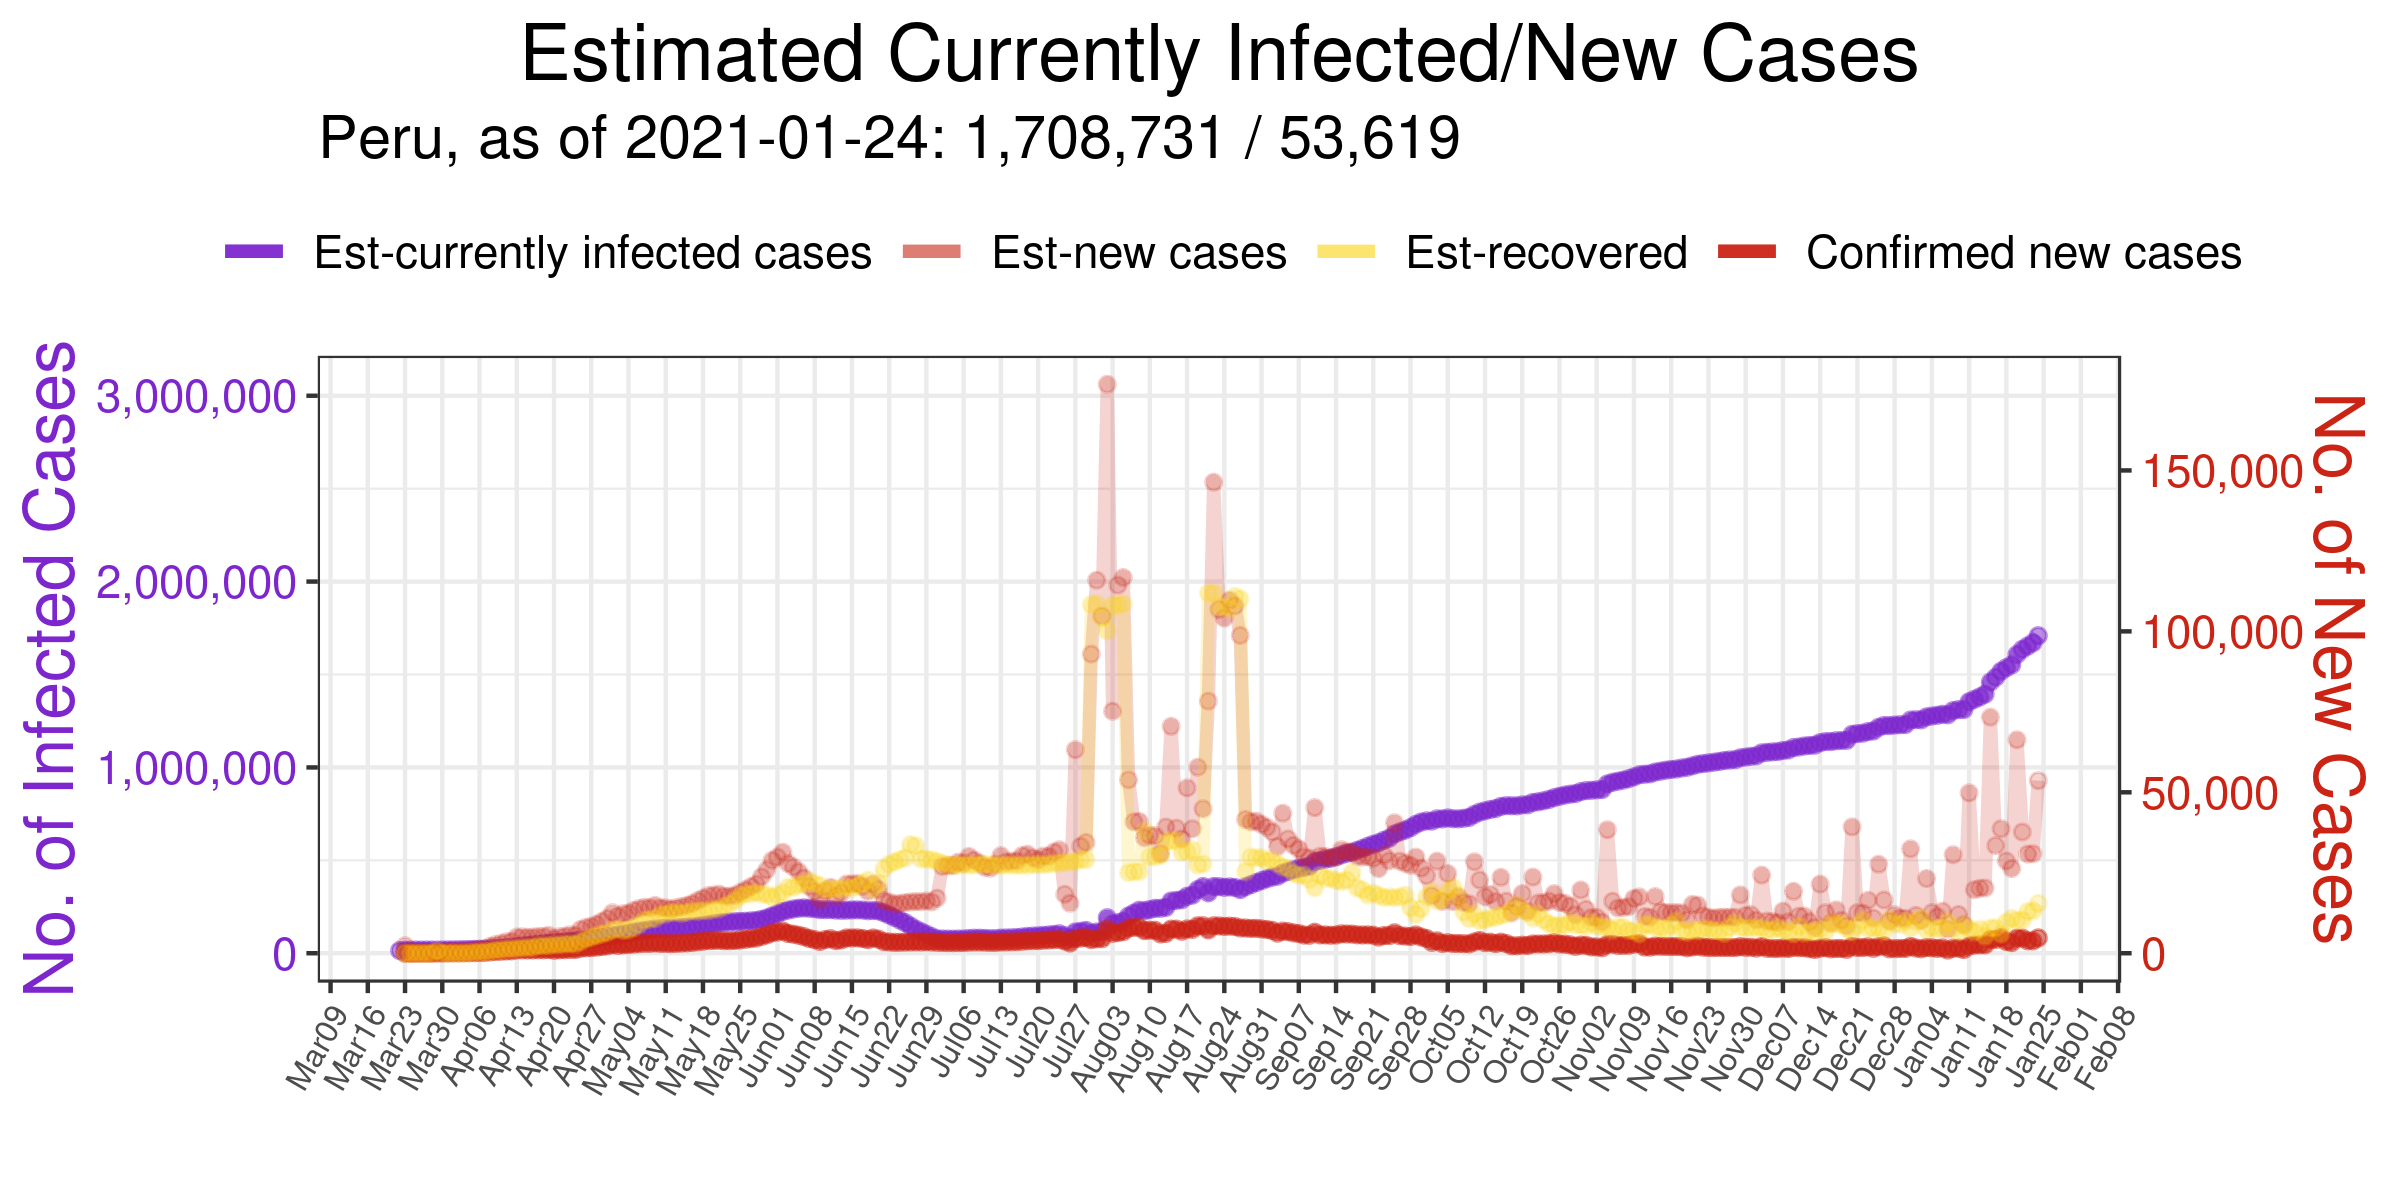 Estimated Currently Infected/New Cases
Peru, as of 2021-01-24: 1,708,731 / 53,619
Est-currently infected cases Est-new cases Est-recovered Confirmed new cases
No. of Infected Cases
3,000,000
2,000,000
1,000,000
0
No. of New Cases
150,000
100,000
50,000
0
Mar09 Mar16 Mar23 Mar30 Apr06 Apr13 Apr20 Apr27 May04 May11 May18 May25 Jun01 Jun08 Jun15 Jun22 Jun29 Jul06 Jul13 Jul20 Jul27 Aug03 Aug10 Aug17 Aug24 Aug31 Sep07 Sep14 Sep21 Sep28 Oct05 Oct12 Oct19 Oct26 Nov02 Nov09 Nov16 Nov23 Nov30 Dec07 Dec14 Dec21 Dec28 Jan04 Jan11 Jan18 Jan25 Feb01 Feb08